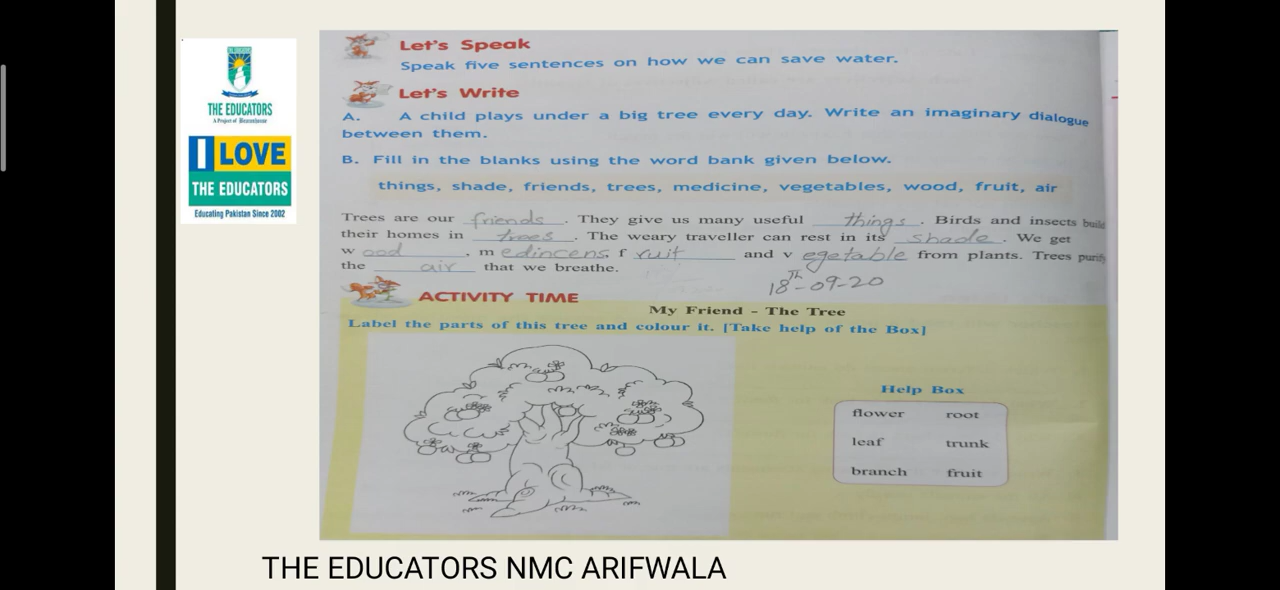 THE EDUCATORS
A Project of Beaconhouse
I LOVE
THE EDUCATORS
Educating Pakistan Since 2002
Let's Speak
Speak five sentences on how we can save water.
Let's Write
A. A child plays under a big tree every day. Write an imaginary dialogue
between them.
B. Fill in the blanks using the word bank given below.
things, shade, friends, trees, medicine, vegetables, wood, fruit, air
Trees are our friends. They give us many useful things. Birds and insects build
their homes in trees. The weary traveller can rest in its shade. We get
wood, medincens, fruit and vegetable from plants. Trees purify
the air that we breathe.
18Th-09-20
ACTIVITY TIME
My Friend - The Tree
Label the parts of this tree and colour it. [Take help of the Box]
Help Box
flower root
leaf trunk
branch fruit
THE EDUCATORS NMC ARIFWALA